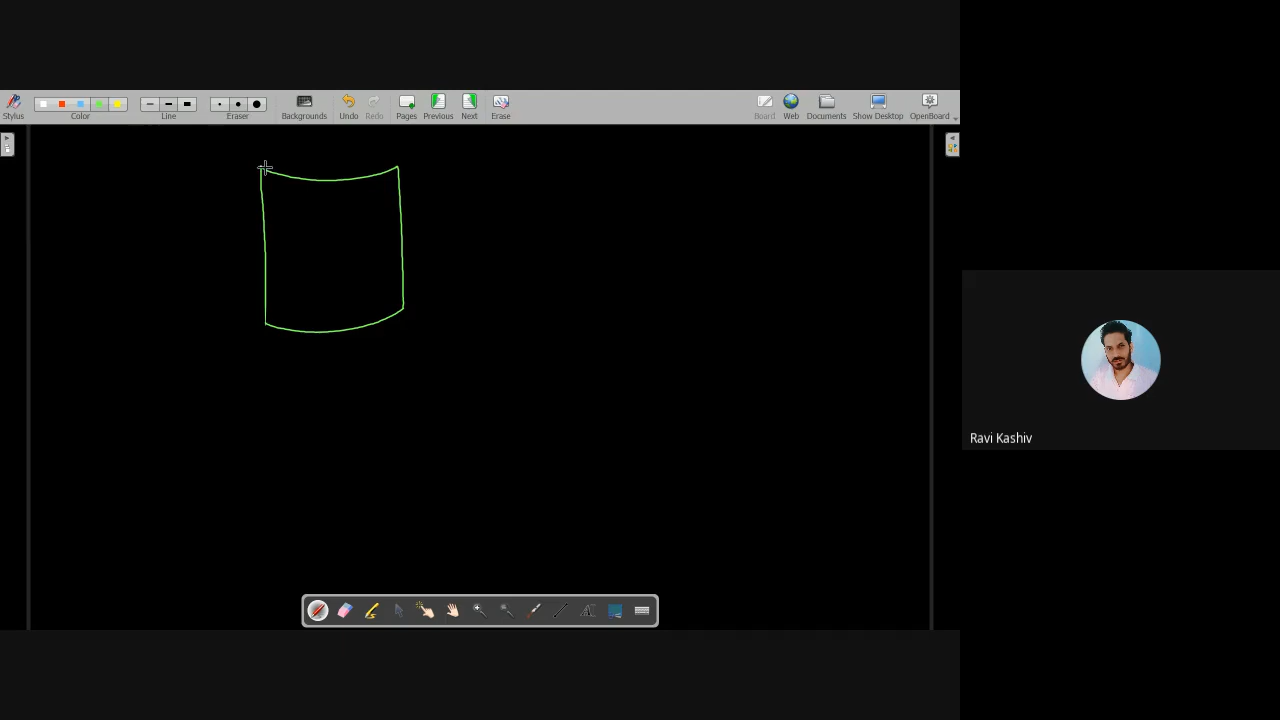 Stylus
Color
Line
Eraser
Backgrounds
Undo
Redo
Pages
Previous
Next
Erase
Board
Web
Documents
Show Desktop
OpenBoard
Ravi Kashiv